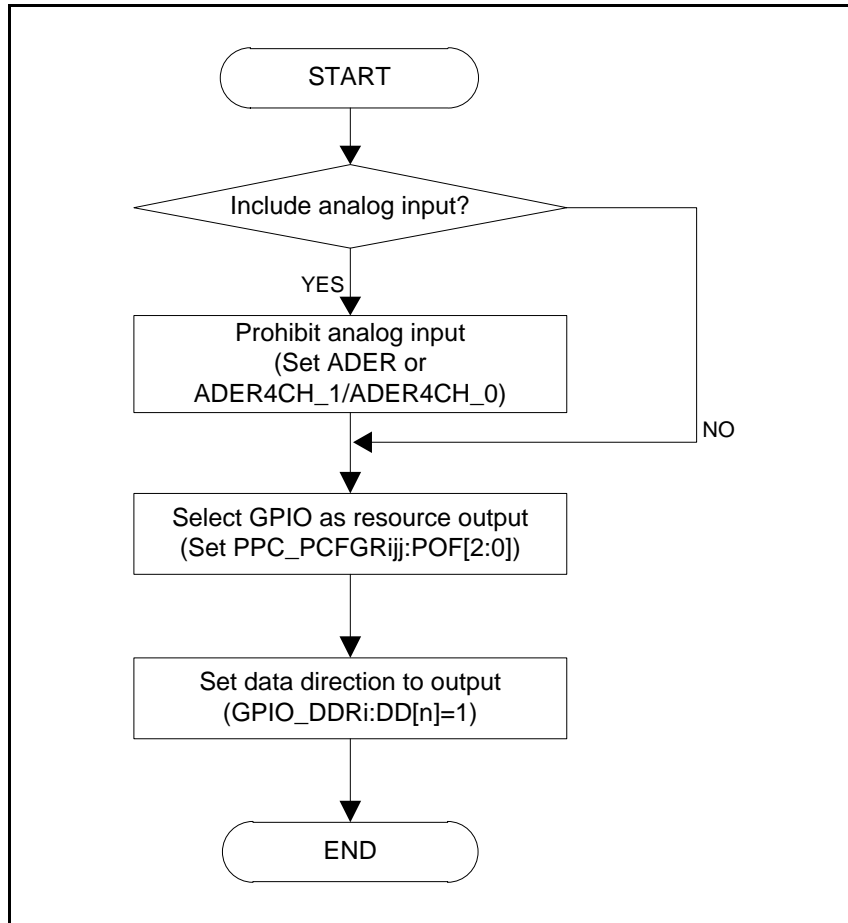 START
Include analog input?
YES
Prohibit analog input
(Set ADER or
ADER4CH_1/ADER4CH_0)
NO
Select GPIO as resource output
(Set PPC_PCFGRijj:POF[2:0])
Set data direction to output
(GPIO_DDRi:DD[n]=1)
END